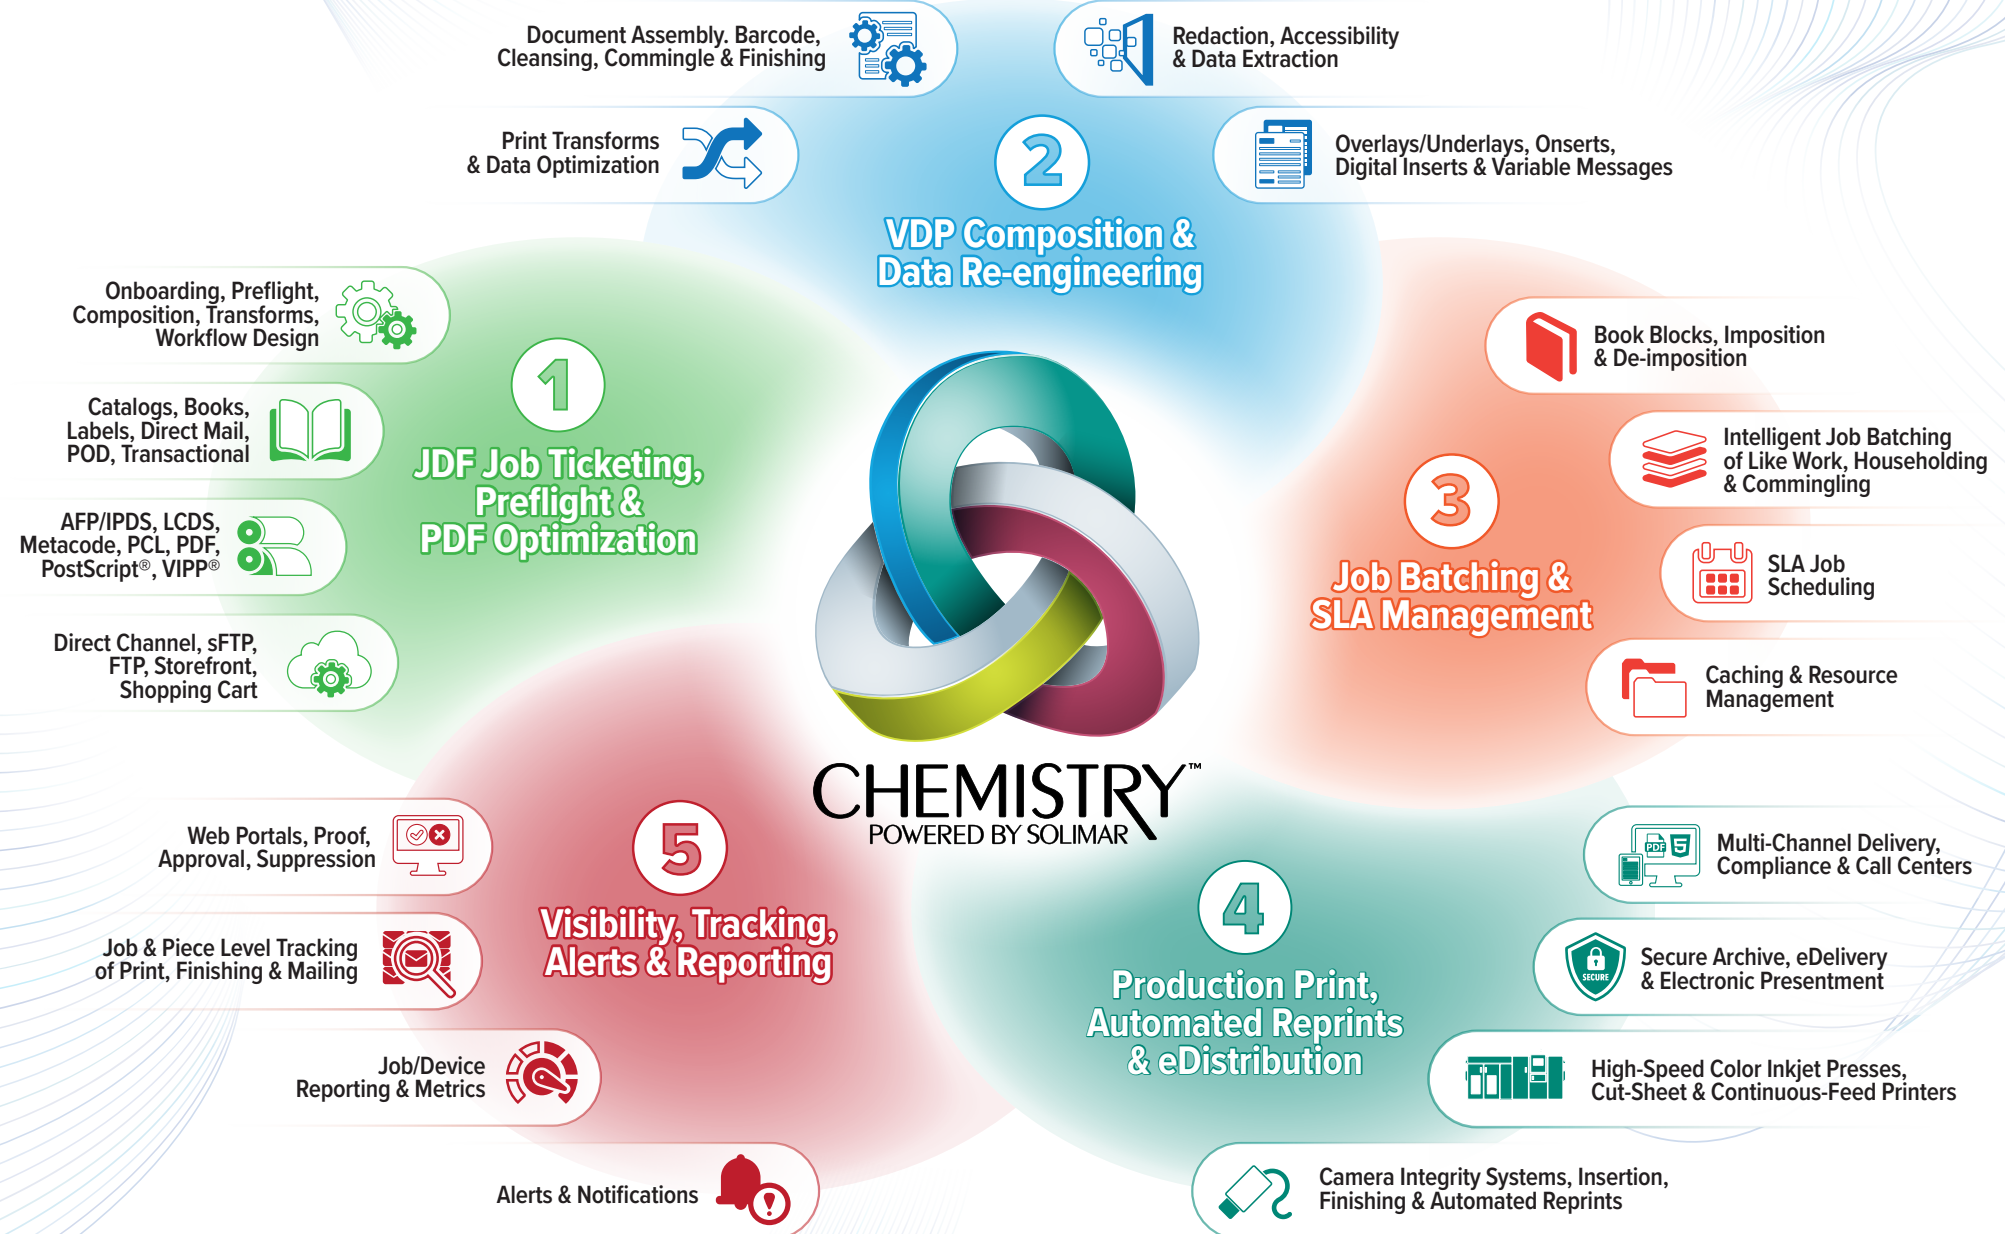 Document Assembly. Barcode,
Cleansing, Commingle & Finishing
Redaction, Accessibility
& Data Extraction
Print Transforms
& Data Optimization
Overlays/Underlays, Onserts,
Digital Inserts & Variable Messages
2
VDP Composition &
Data Re-engineering
Onboarding, Preflight,
Composition, Transforms,
Workflow Design
Catalogs, Books,
Labels, Direct Mail,
POD, Transactional
AFP/IPDS, LCDS,
Metacode, PCL, PDF,
PostScript®, VIPP®
Direct Channel, sFTP,
FTP, Storefront,
Shopping Cart
1
JDF Job Ticketing,
Preflight &
PDF Optimization
Book Blocks, Imposition
& De-imposition
Intelligent Job Batching
of Like Work, Householding
& Commingling
SLA Job
Scheduling
Caching & Resource
Management
3
Job Batching &
SLA Management
CHEMISTRY™
POWERED BY SOLIMAR
Web Portals, Proof,
Approval, Suppression
Job & Piece Level Tracking
of Print, Finishing & Mailing
Job/Device
Reporting & Metrics
Alerts & Notifications
5
Visibility, Tracking,
Alerts & Reporting
4
Production Print,
Automated Reprints
& eDistribution
PDF 5
Multi-Channel Delivery,
Compliance & Call Centers
SECURE
Secure Archive, eDelivery
& Electronic Presentment
High-Speed Color Inkjet Presses,
Cut-Sheet & Continuous-Feed Printers
Camera Integrity Systems, Insertion,
Finishing & Automated Reprints